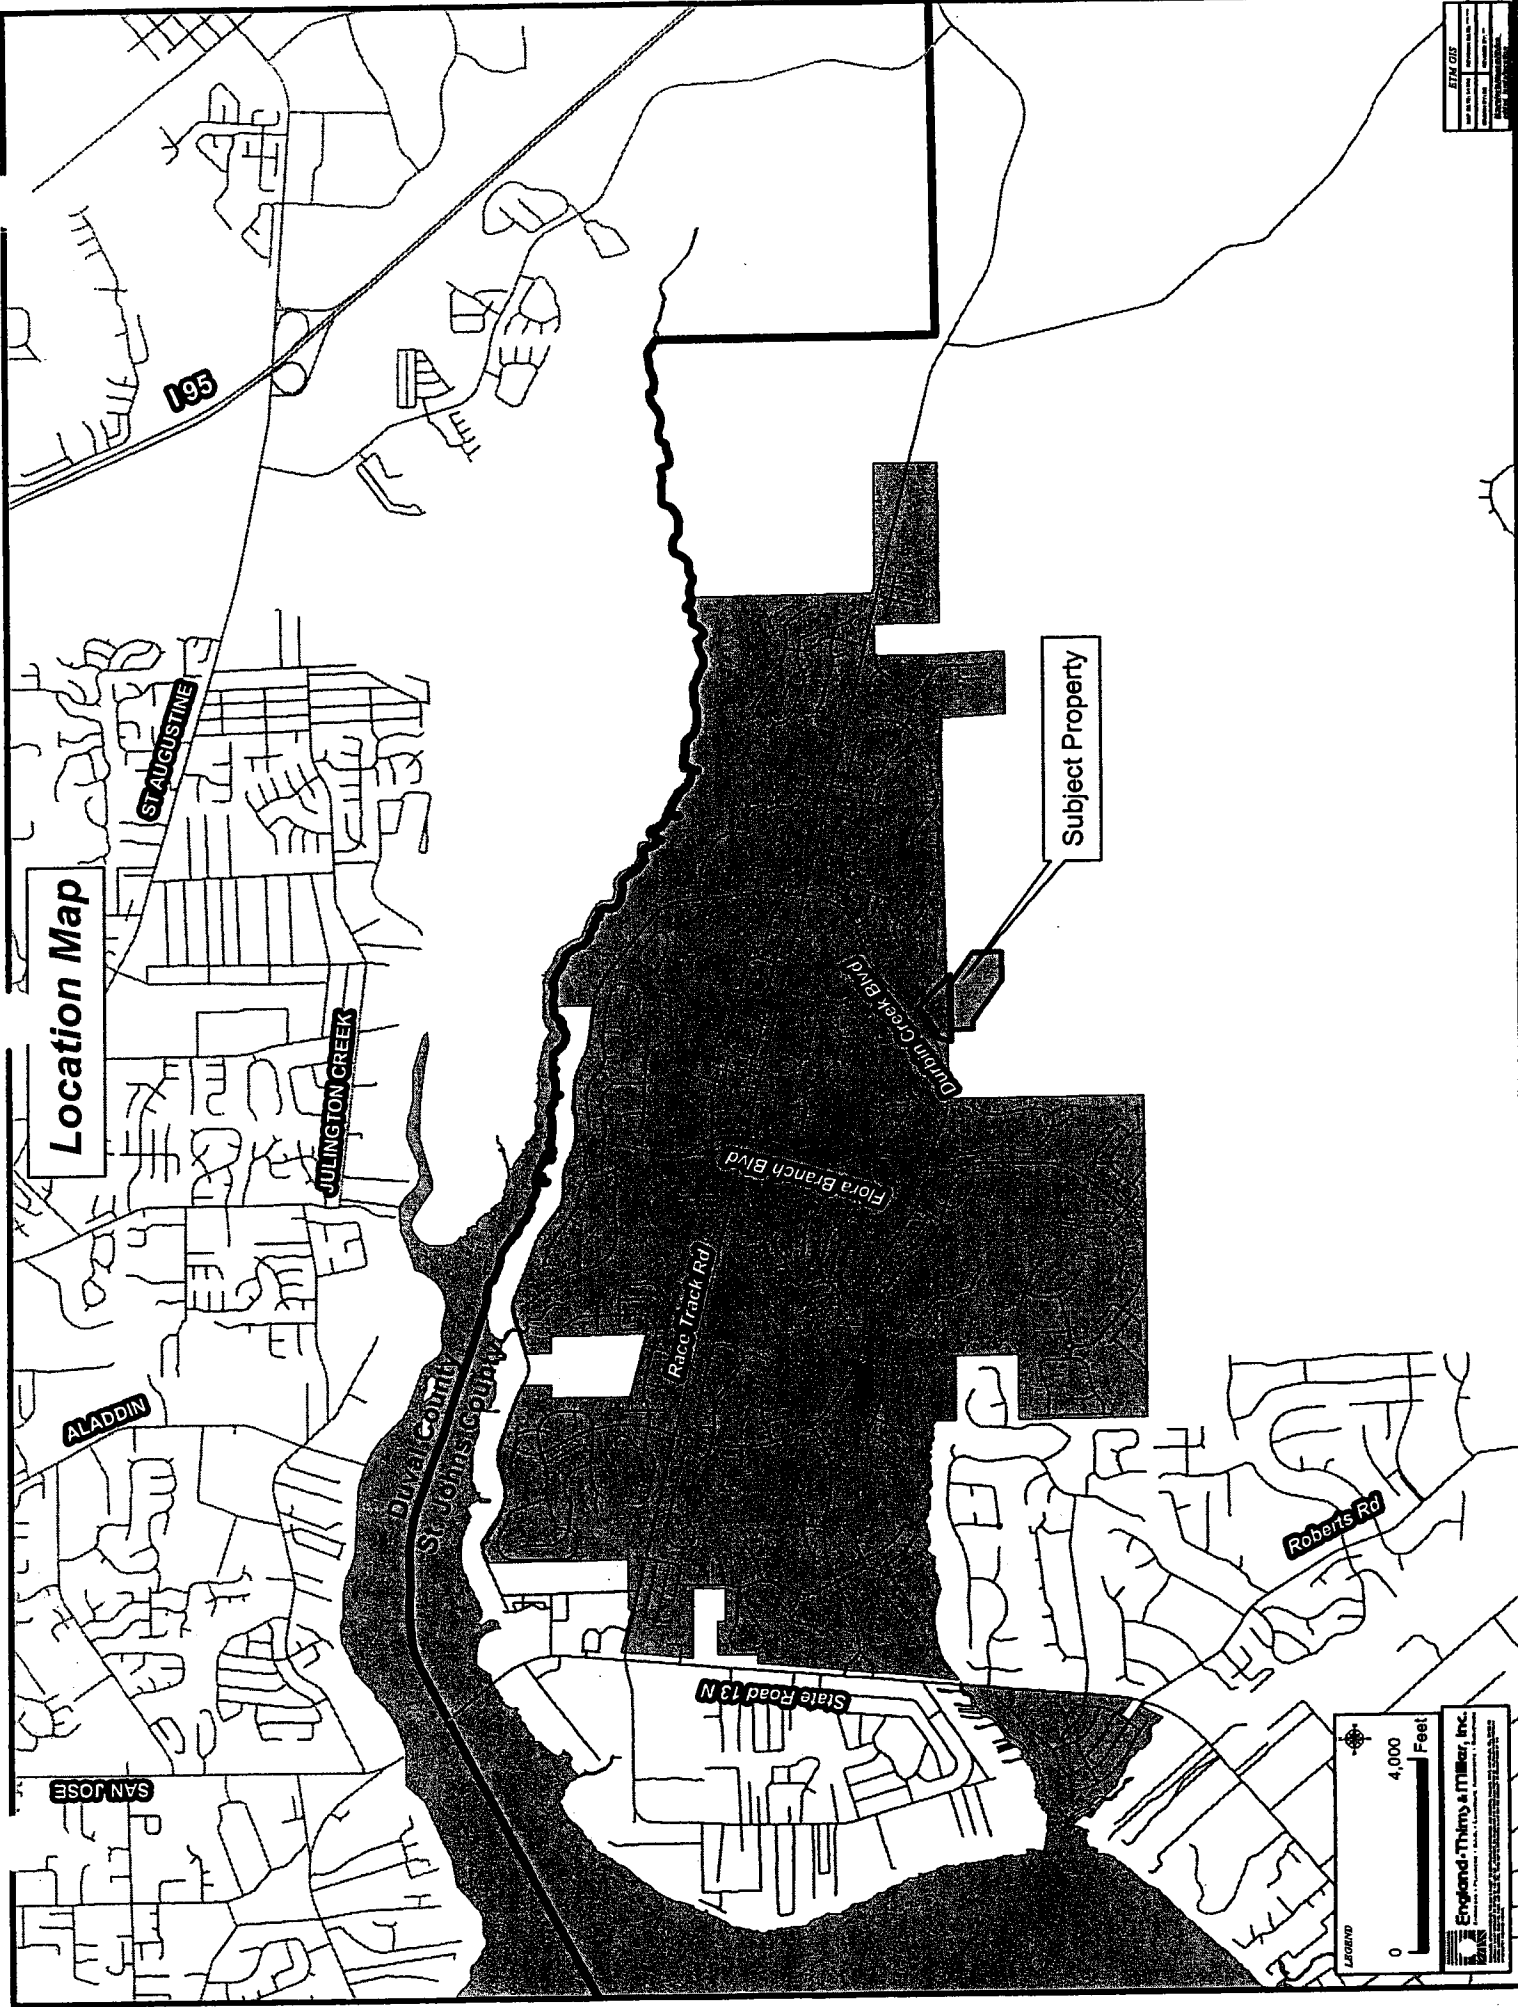 Location Map
I 95
ST AUGUSTINE
JULINGTON CREEK
ALADDIN
SAN JOSE
Duval County
St. Johns County
Race Track Rd
Flora Branch Blvd
Durbin Creek Blvd
Subject Property
State Road 13 N
Roberts Rd
LEGEND
0
4,000
Feet
England-Thims & Miller, Inc.
ETM GIS